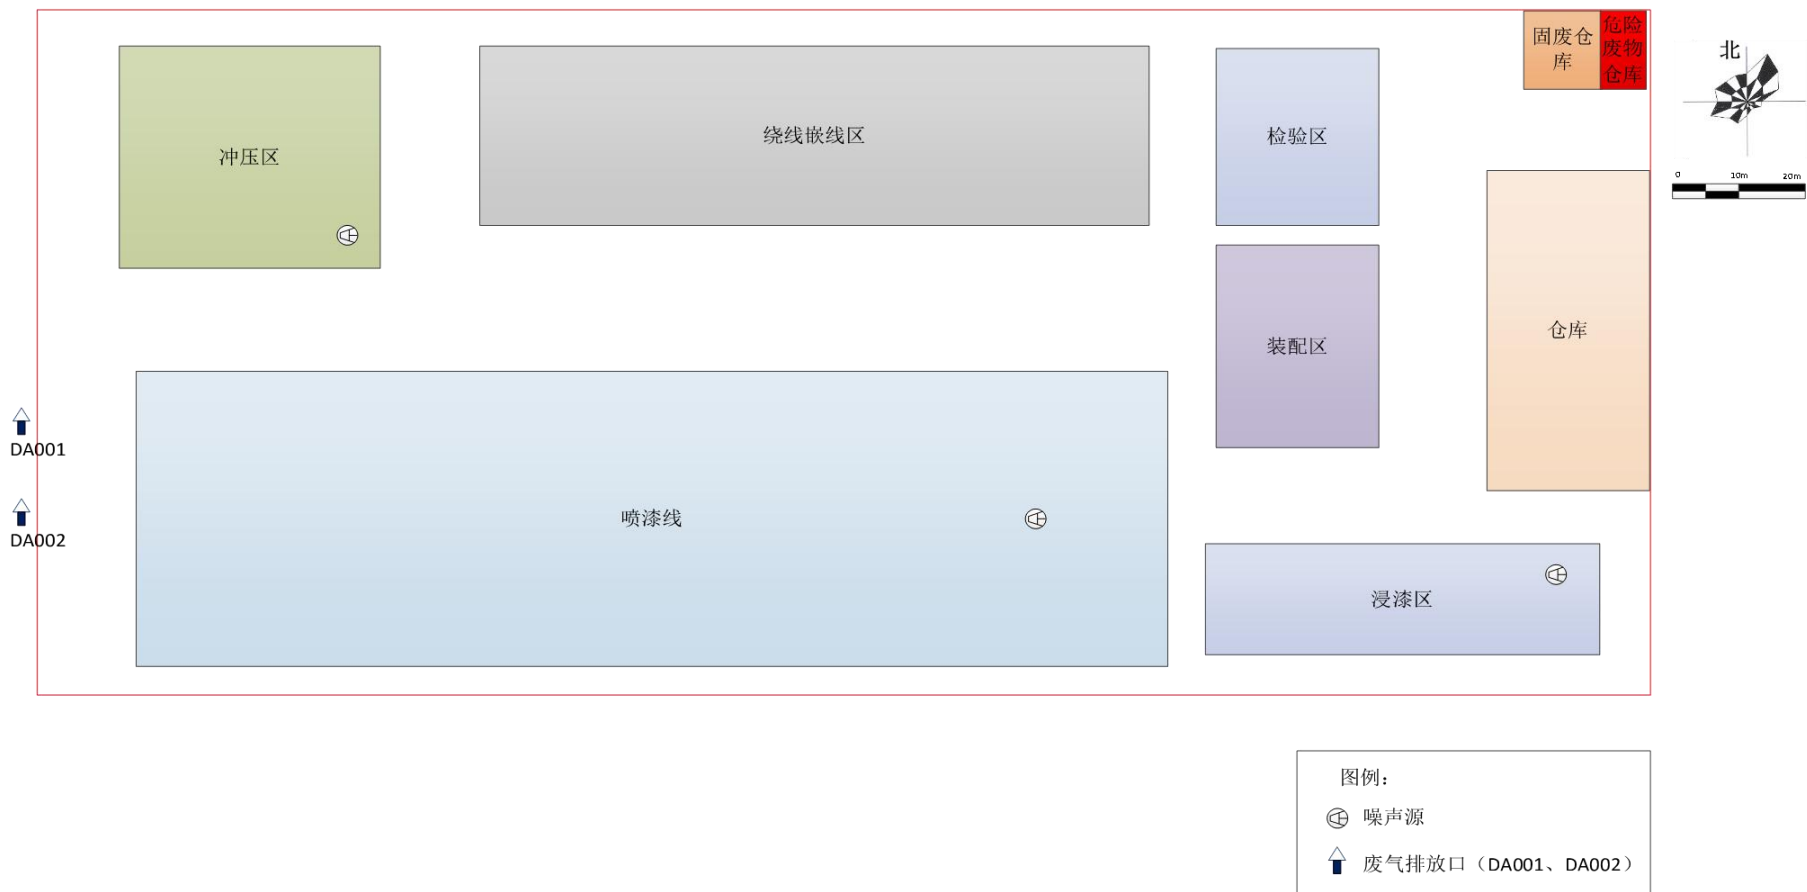 固废仓
库
危险
废物
仓库
北
冲压区
绕线嵌线区
检验区
0 10m 20m
装配区
仓库
DA001
喷漆线
DA002
浸漆区
图例：
噪声源
废气排放口（DA001、DA002）